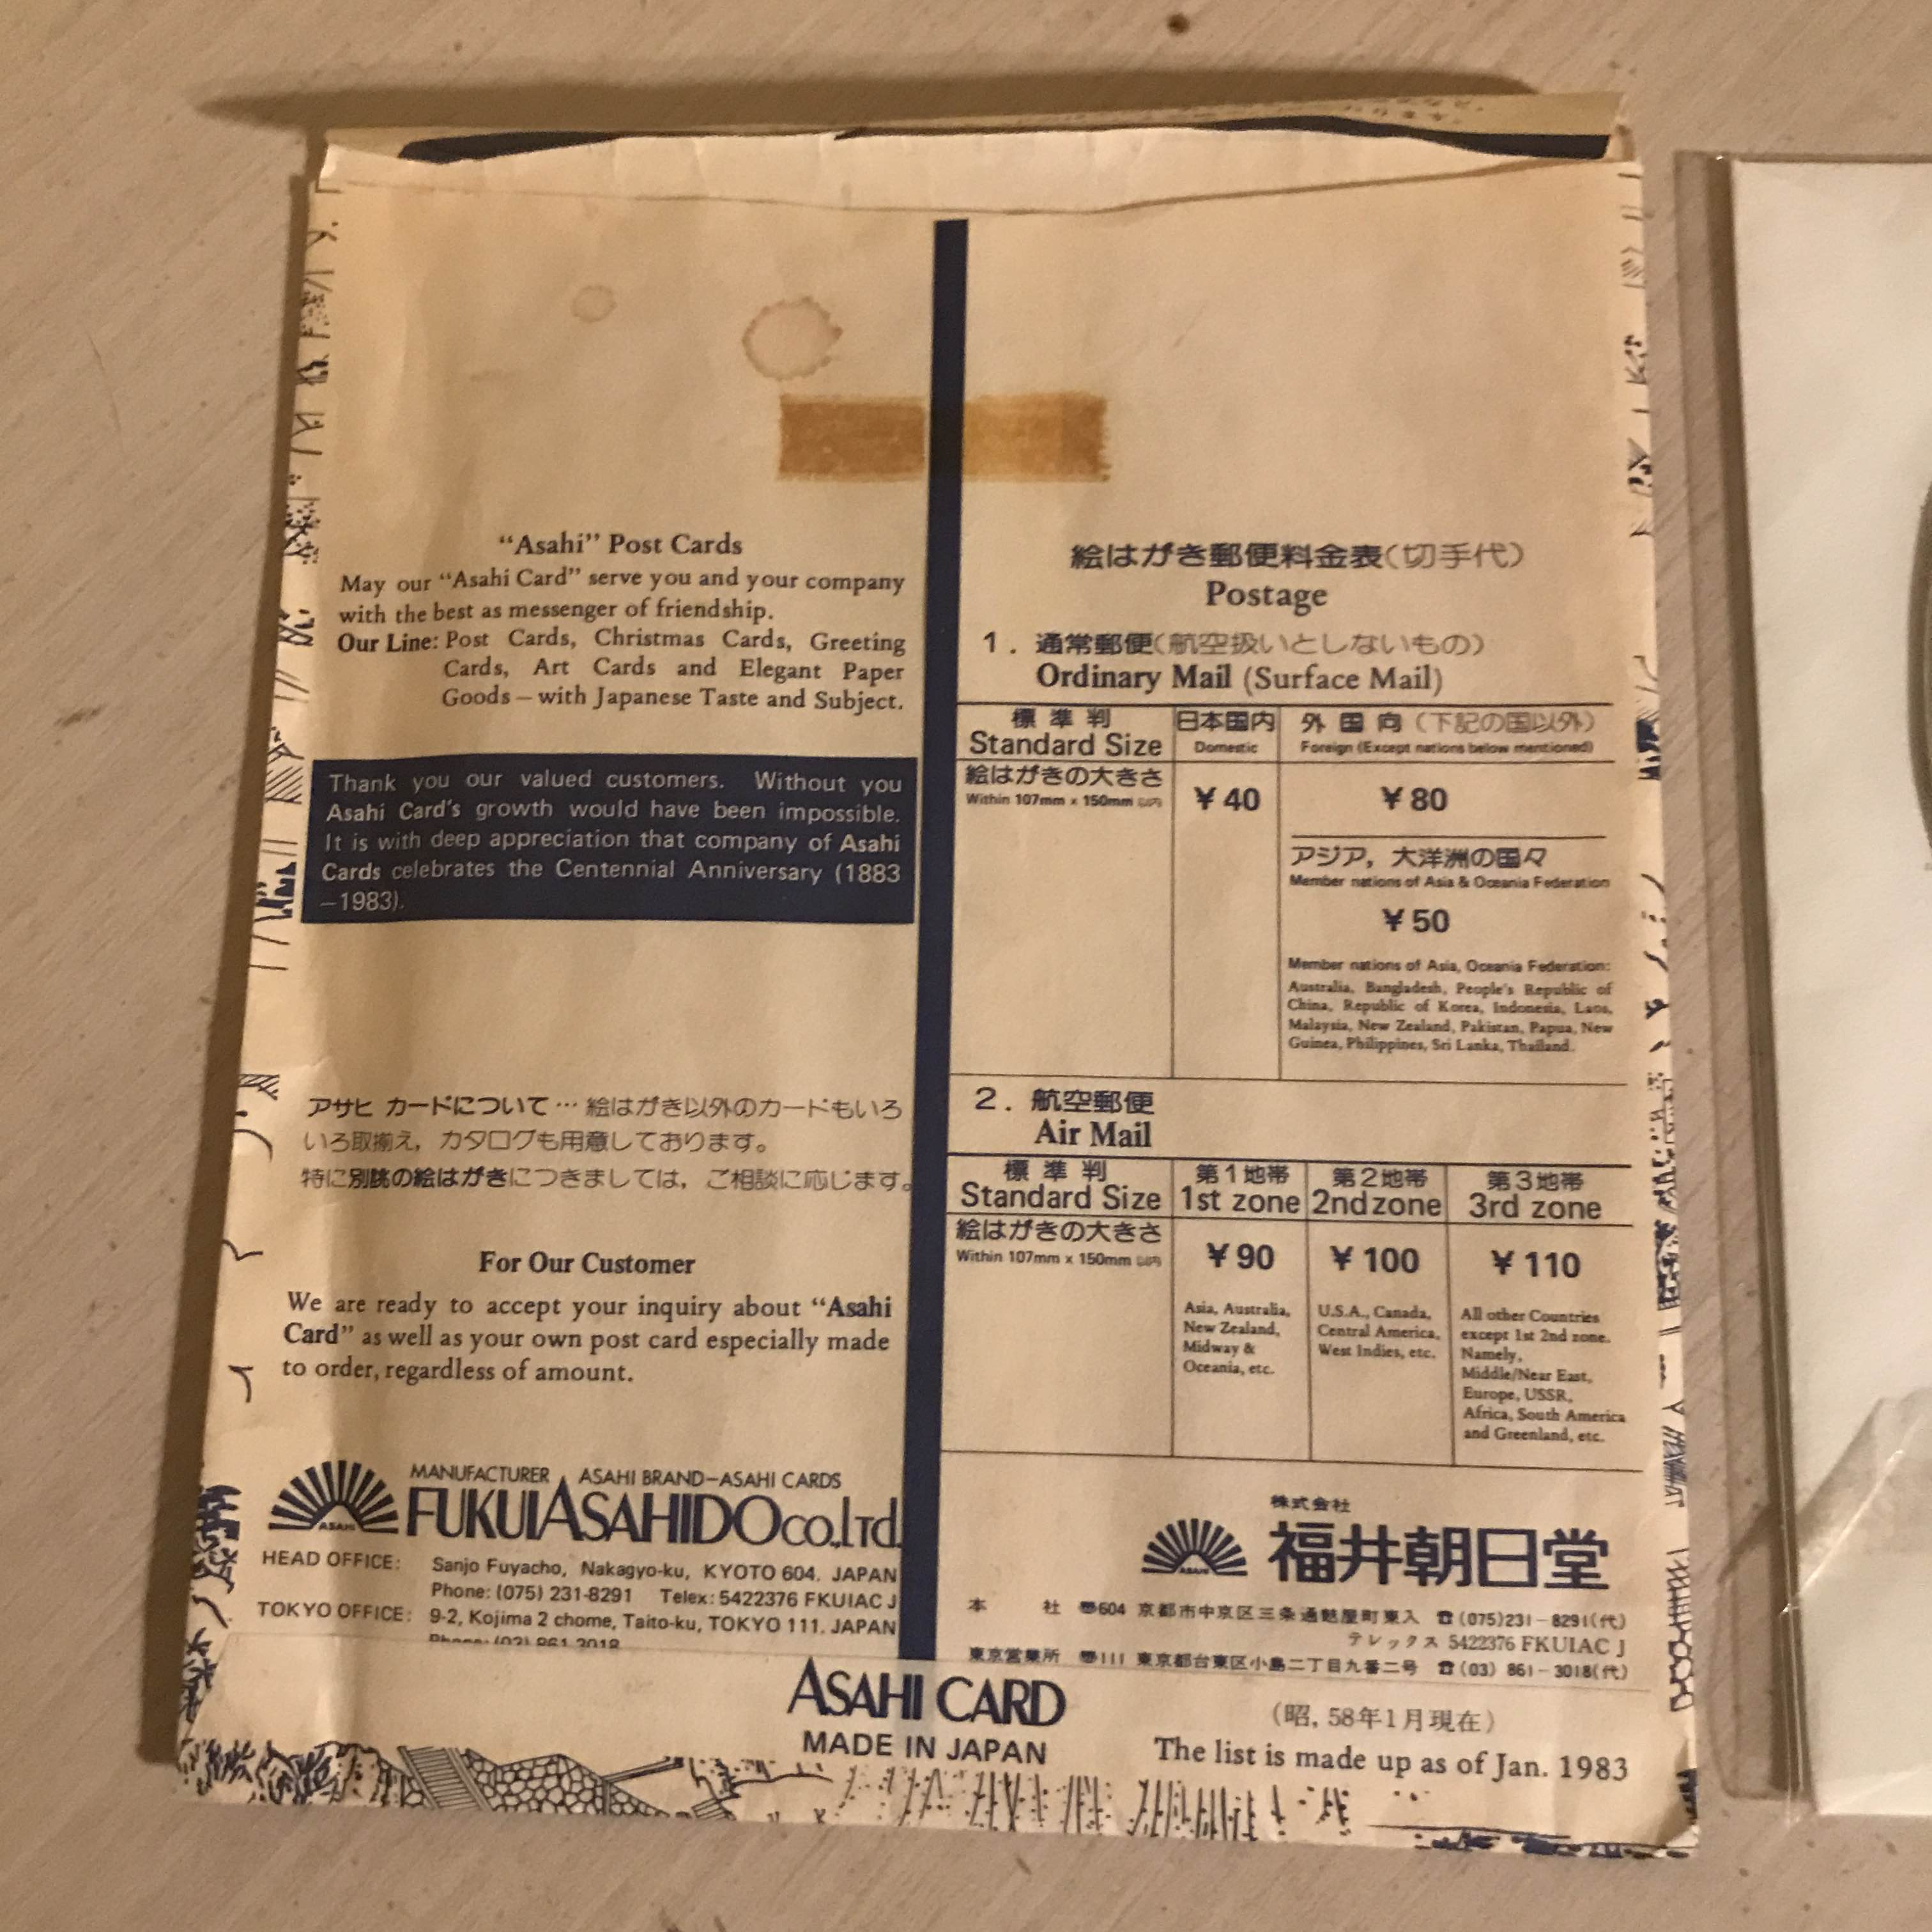 “Asahi” Post Cards
May our “Asahi Card” serve you and your company
with the best as messenger of friendship.
Our Line: Post Cards, Christmas Cards, Greeting
Cards, Art Cards and Elegant Paper
Goods – with Japanese Taste and Subject.
Thank you our valued customers. Without you
Asahi Card's growth would have been impossible.
It is with deep appreciation that company of Asahi
Cards celebrates the Centennial Anniversary (1883
–1983).
アサヒ カードについて… 絵はがき以外のカードもいろ
いろ取揃え，カタログも用意しております。
特に別誂の絵はがきにつきましては，ご相談に応じます。
For Our Customer
We are ready to accept your inquiry about “Asahi
Card” as well as your own post card especially made
to order, regardless of amount.
MANUFACTURER ASAHI BRAND–ASAHI CARDS
ASAHI
FUKUI ASAHIDO CO.,LTD.
HEAD OFFICE: Sanjo Fuyacho, Nakagyo-ku, KYOTO 604. JAPAN
Phone: (075) 231-8291 Telex: 5422376 FKUIAC J
TOKYO OFFICE: 9-2, Kojima 2 chome, Taito-ku, TOKYO 111. JAPAN
Phone: (03) 861 3018
絵はがき郵便料金表（切手代）
Postage
1．通常郵便（航空扱いとしないもの）
Ordinary Mail (Surface Mail)
標準判 日本国内 外国向（下記の国以外）
Standard Size Domestic Foreign (Except nations below mentioned)
絵はがきの大きさ
Within 107mm x 150mm 以内 ¥40 ¥80
アジア，大洋洲の国々
Member nations of Asia & Oceania Federation
¥50
Member nations of Asia, Oceania Federation:
Australia, Bangladesh, People's Republic of
China, Republic of Korea, Indonesia, Laos,
Malaysia, New Zealand, Pakistan, Papua, New
Guinea, Philippines, Sri Lanka, Thailand.
2．航空郵便
Air Mail
標準判 第1地帯 第2地帯 第3地帯
Standard Size 1st zone 2nd zone 3rd zone
絵はがきの大きさ
Within 107mm x 150mm 以内 ¥90 ¥100 ¥110
Asia, Australia,
New Zealand,
Midway &
Oceania, etc.
U.S.A., Canada,
Central America,
West Indies, etc.
All other Countries
except 1st 2nd zone.
Namely,
Middle/Near East,
Europe, USSR,
Africa, South America
and Greenland, etc.
株式会社
ASAHI
福井朝日堂
本社 〠604 京都市中京区三条通麩屋町東入 ☎(075)231－8291(代)
テレックス 5422376 FKUIAC J
東京営業所 〠111 東京都台東区小島二丁目九番二号 ☎(03) 861－3018(代)
ASAHI CARD
MADE IN JAPAN
（昭, 58年1月現在）
The list is made up as of Jan. 1983